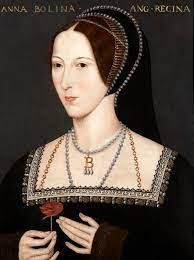 ANNA BOLINA · ANG · REGINA
B